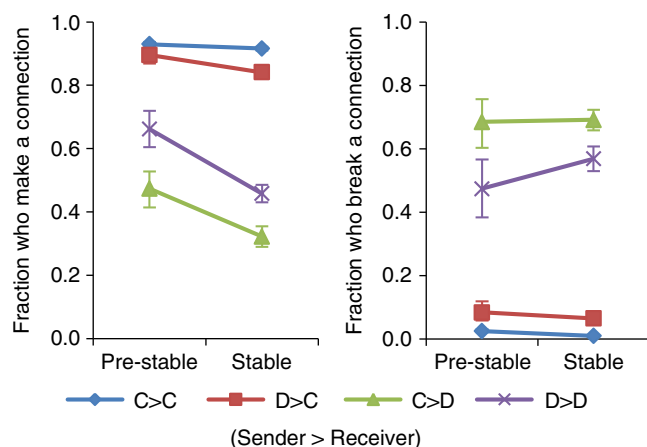 Fraction who make a connection
1.0
0.8
0.6
0.4
0.2
0.0
Pre-stable Stable
Fraction who break a connection
1.0
0.8
0.6
0.4
0.2
0.0
Pre-stable Stable
C>C D>C C>D D>D
(Sender > Receiver)